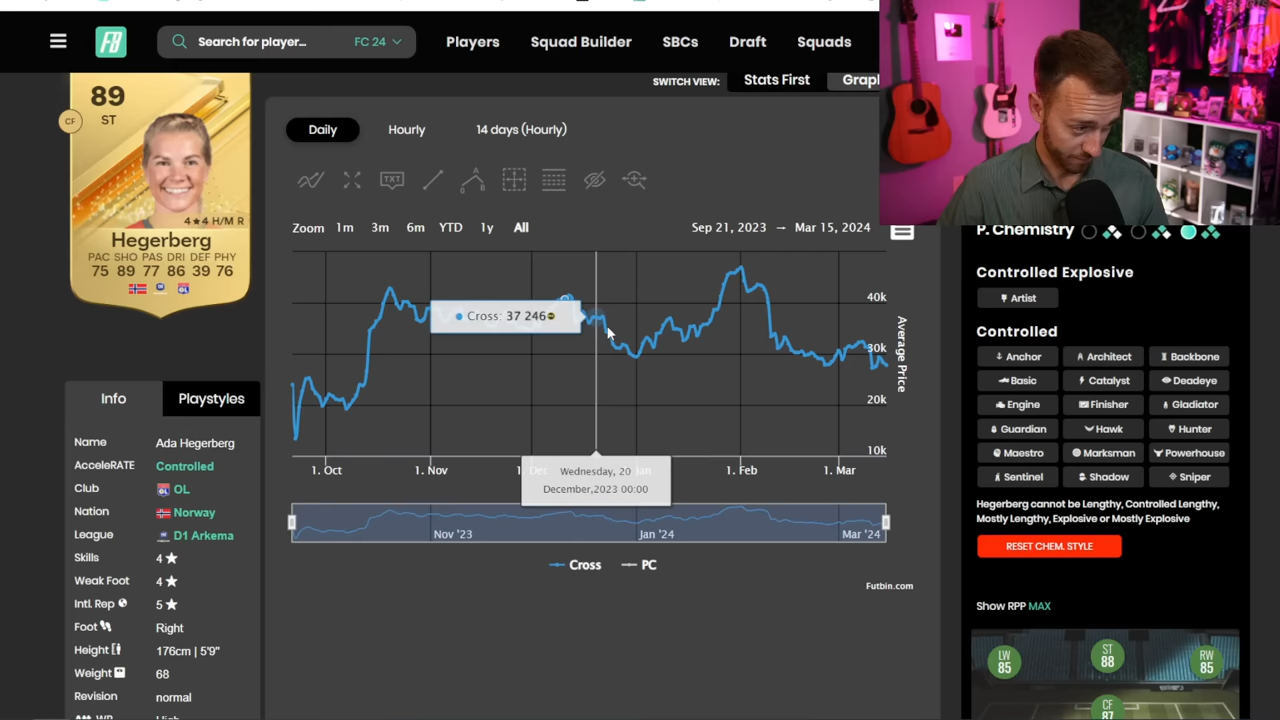 FB
Search for player...
FC 24
Players
Squad Builder
SBCs
Draft
Squads
SWITCH VIEW:
Stats First
89
ST
CF
4★4 H/M R
Hegerberg
PAC SHO PAS DRI DEF PHY
75 89 77 86 39 76
Daily
Hourly
14 days (Hourly)
TXT
Zoom
1m
3m
6m
YTD
1y
All
Sep 21, 2023 → Mar 15, 2024
Cross: 37 246
40k
30k
20k
10k
Average Price
1. Oct
1. Nov
1. Feb
1. Mar
Wednesday, 20
December,2023 00:00
Nov '23
Jan '24
Mar '24
Cross
PC
Futbin.com
Info
Playstyles
Name
Ada Hegerberg
AcceleRATE
Controlled
Club
OL
Nation
Norway
League
D1 Arkema
Skills
4 ★
Weak Foot
4 ★
Intl. Rep
5 ★
Foot
Right
Height
176cm | 5'9"
Weight
68
Revision
normal
P. Chemistry
Controlled Explosive
Artist
Controlled
Anchor
Architect
Backbone
Basic
Catalyst
Deadeye
Engine
Finisher
Gladiator
Guardian
Hawk
Hunter
Maestro
Marksman
Powerhouse
Sentinel
Shadow
Sniper
Hegerberg cannot be Lengthy, Controlled Lengthy,
Mostly Lengthy, Explosive or Mostly Explosive
RESET CHEM. STYLE
Show RPP MAX
LW
85
ST
88
RW
85
CF
87